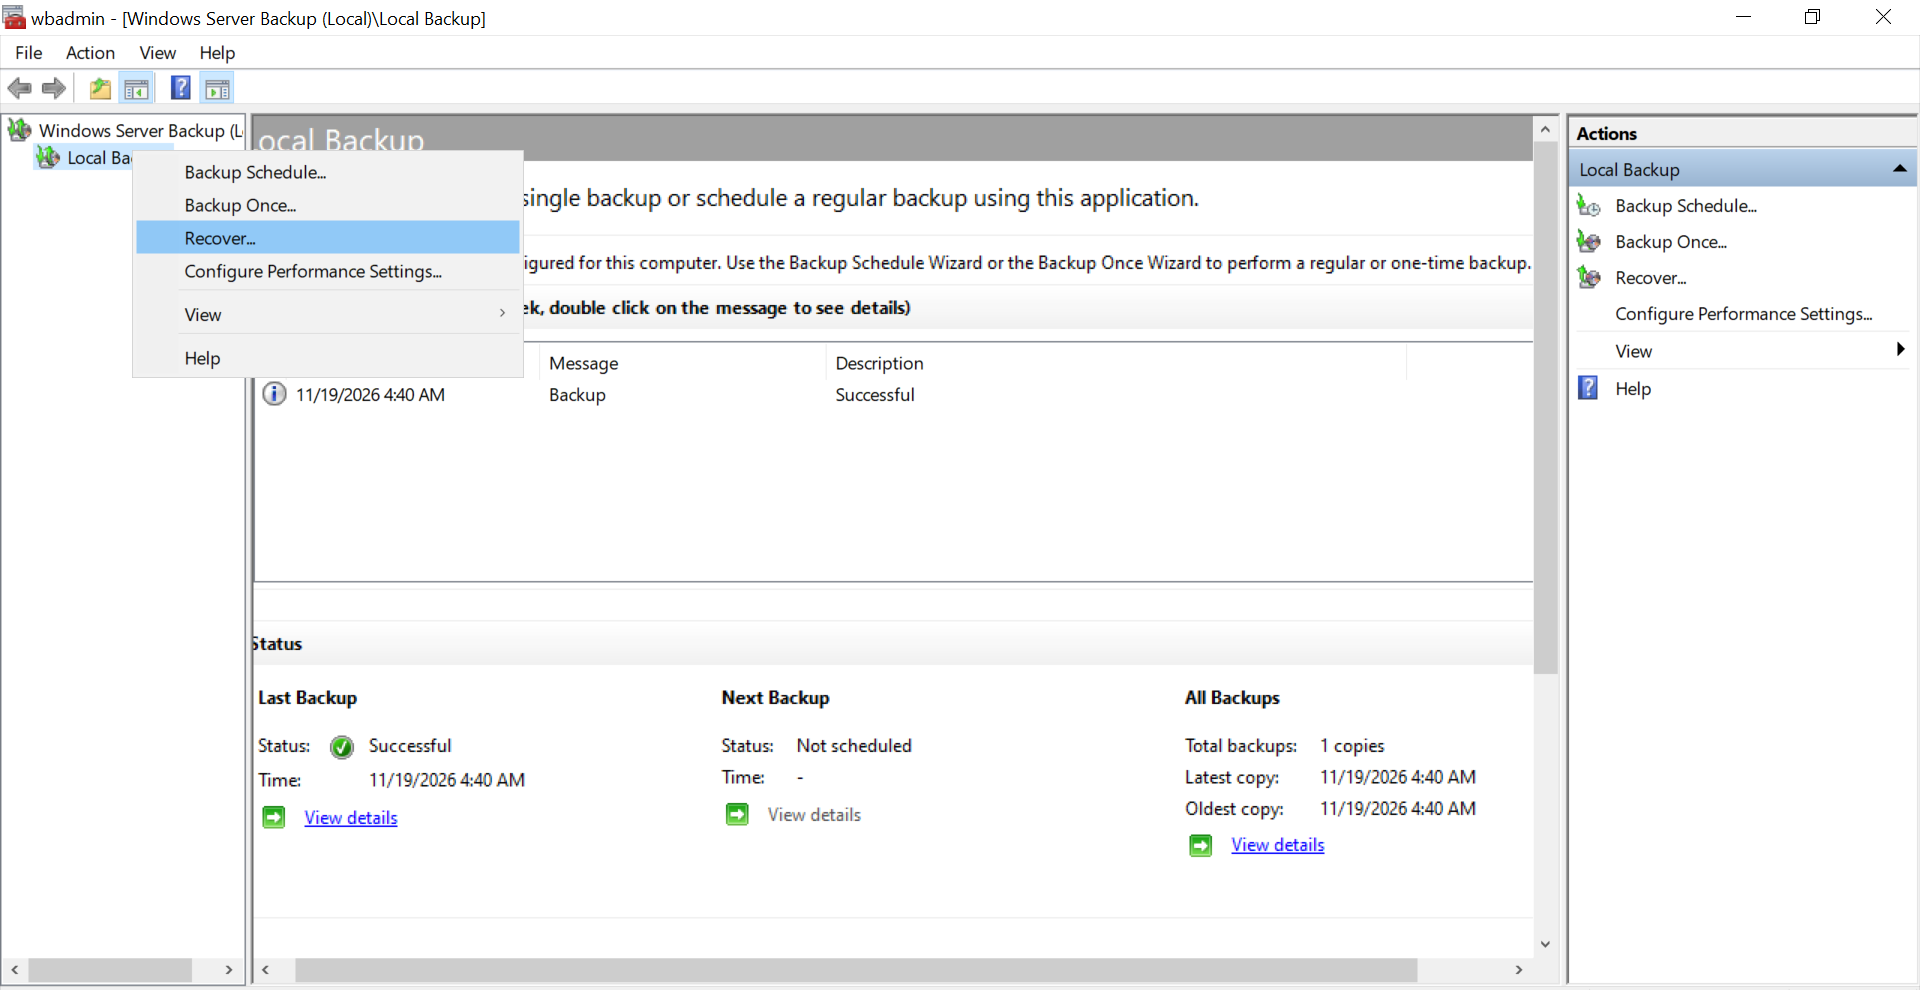 wbadmin - [Windows Server Backup (Local)\Local Backup]
File Action View Help
Windows Server Backup (L
Local Ba
Backup Schedule...
Backup Once...
Recover...
Configure Performance Settings...
View
Help
ocal Backup
single backup or schedule a regular backup using this application.
igured for this computer. Use the Backup Schedule Wizard or the Backup Once Wizard to perform a regular or one-time backup.
ek, double click on the message to see details)
Message Description
11/19/2026 4:40 AM Backup Successful
Status
Last Backup
Status: Successful
Time: 11/19/2026 4:40 AM
View details
Next Backup
Status: Not scheduled
Time: -
View details
All Backups
Total backups: 1 copies
Latest copy: 11/19/2026 4:40 AM
Oldest copy: 11/19/2026 4:40 AM
View details
Actions
Local Backup
Backup Schedule...
Backup Once...
Recover...
Configure Performance Settings...
View
Help